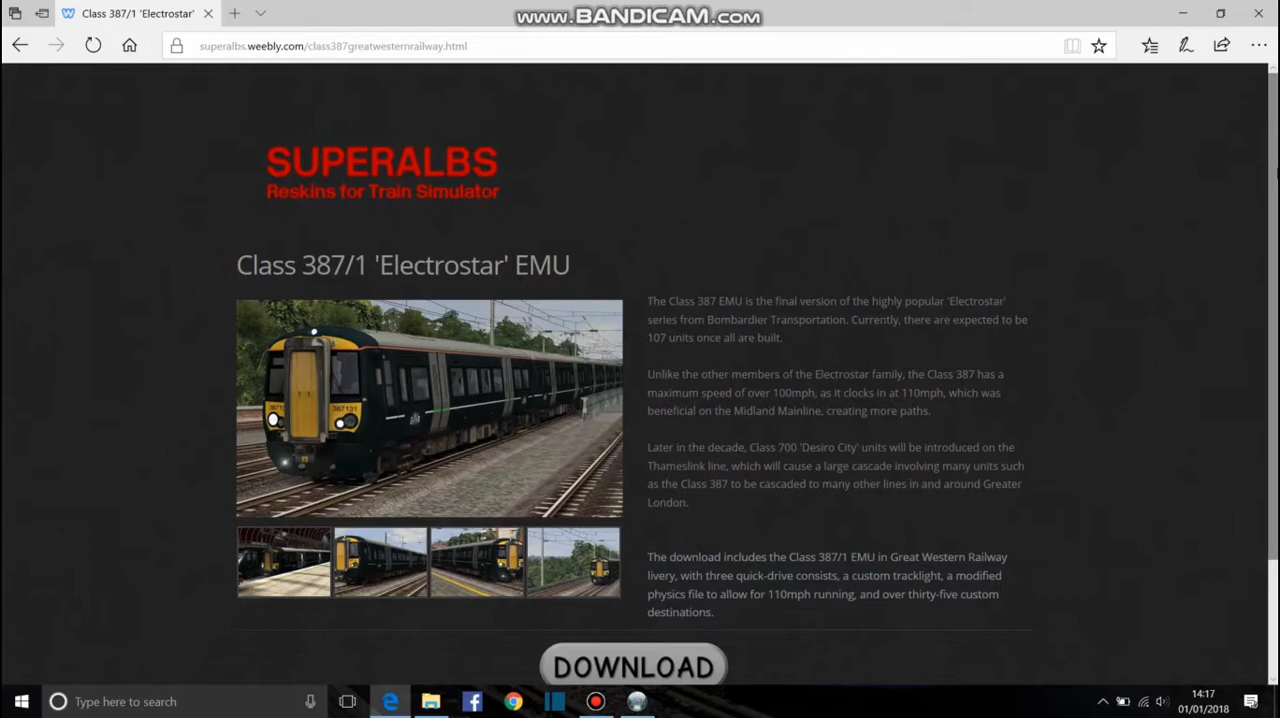 Class 387/1 'Electrostar'
www.BANDICAM.com
superalbs.weebly.com/class387greatwesternrailway.html
SUPERALBS
Reskins for Train Simulator
Class 387/1 'Electrostar' EMU
The Class 387 EMU is the final version of the highly popular 'Electrostar'
series from Bombardier Transportation. Currently, there are expected to be
107 units once all are built.
Unlike the other members of the Electrostar family, the Class 387 has a
maximum speed of over 100mph, as it clocks in at 110mph, which was
beneficial on the Midland Mainline, creating more paths.
Later in the decade, Class 700 'Desiro City' units will be introduced on the
Thameslink line, which will cause a large cascade involving many units such
as the Class 387 to be cascaded to many other lines in and around Greater
London.
387131
The download includes the Class 387/1 EMU in Great Western Railway
livery, with three quick-drive consists, a custom tracklight, a modified
physics file to allow for 110mph running, and over thirty-five custom
destinations.
DOWNLOAD
Type here to search
14:17
01/01/2018